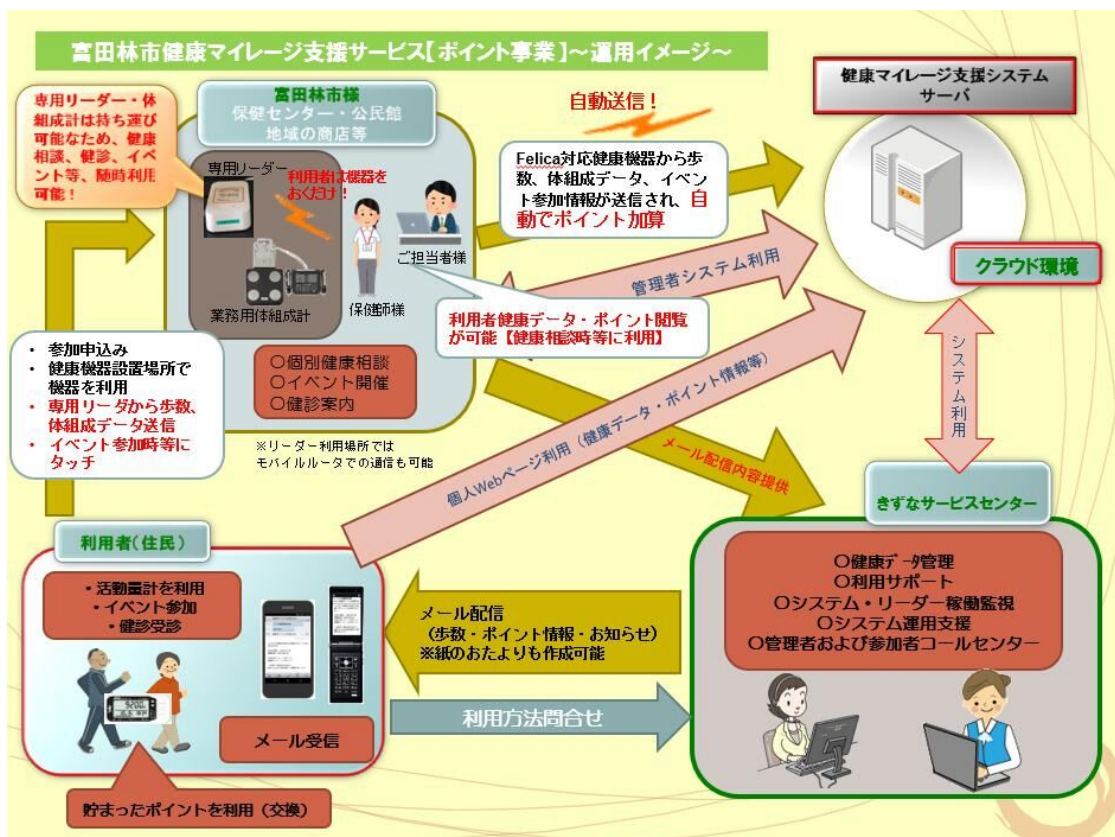 富田林市健康マイレージ支援サービス【ポイント事業】～運用イメージ～
専用リーダー・体
組成計は持ち運び
可能なため、健康
相談、健診、イベ
ント等、随時利用
可能！
富田林市様
保健センター・公民館
地域の商店等
専用リーダー
利用者は機器を
おくだけ！
業務用体組成計
保健師様
ご担当者様
〇個別健康相談
〇イベント開催
〇健診案内
※リーダー利用場所では
モバイルルータでの通信も可能
自動送信！
Felica対応健康機器から歩
数、体組成データ、イベン
ト参加情報が送信され、自
動でポイント加算
健康マイレージ支援システム
サーバ
クラウド環境
管理者システム利用
利用者健康データ・ポイント閲覧
が可能【健康相談時等に利用】
・ 参加申込み
・ 健康機器設置場所で
機器を利用
・ 専用リーダから歩数、
体組成データ送信
・ イベント参加時等に
タッチ
個人Webページ利用（健康データ・ポイント情報等）
メール配信内容提供
システム利用
きずなサービスセンター
〇健康データ管理
〇利用サポート
〇システム・リーダー稼働監視
〇システム運用支援
〇管理者および参加者コールセンター
利用者（住民）
・活動量計を利用
・イベント参加
・健診受診
メール受信
貯まったポイントを利用（交換）
メール配信
（歩数・ポイント情報・お知らせ）
※紙のおたよりも作成可能
利用方法問合せ